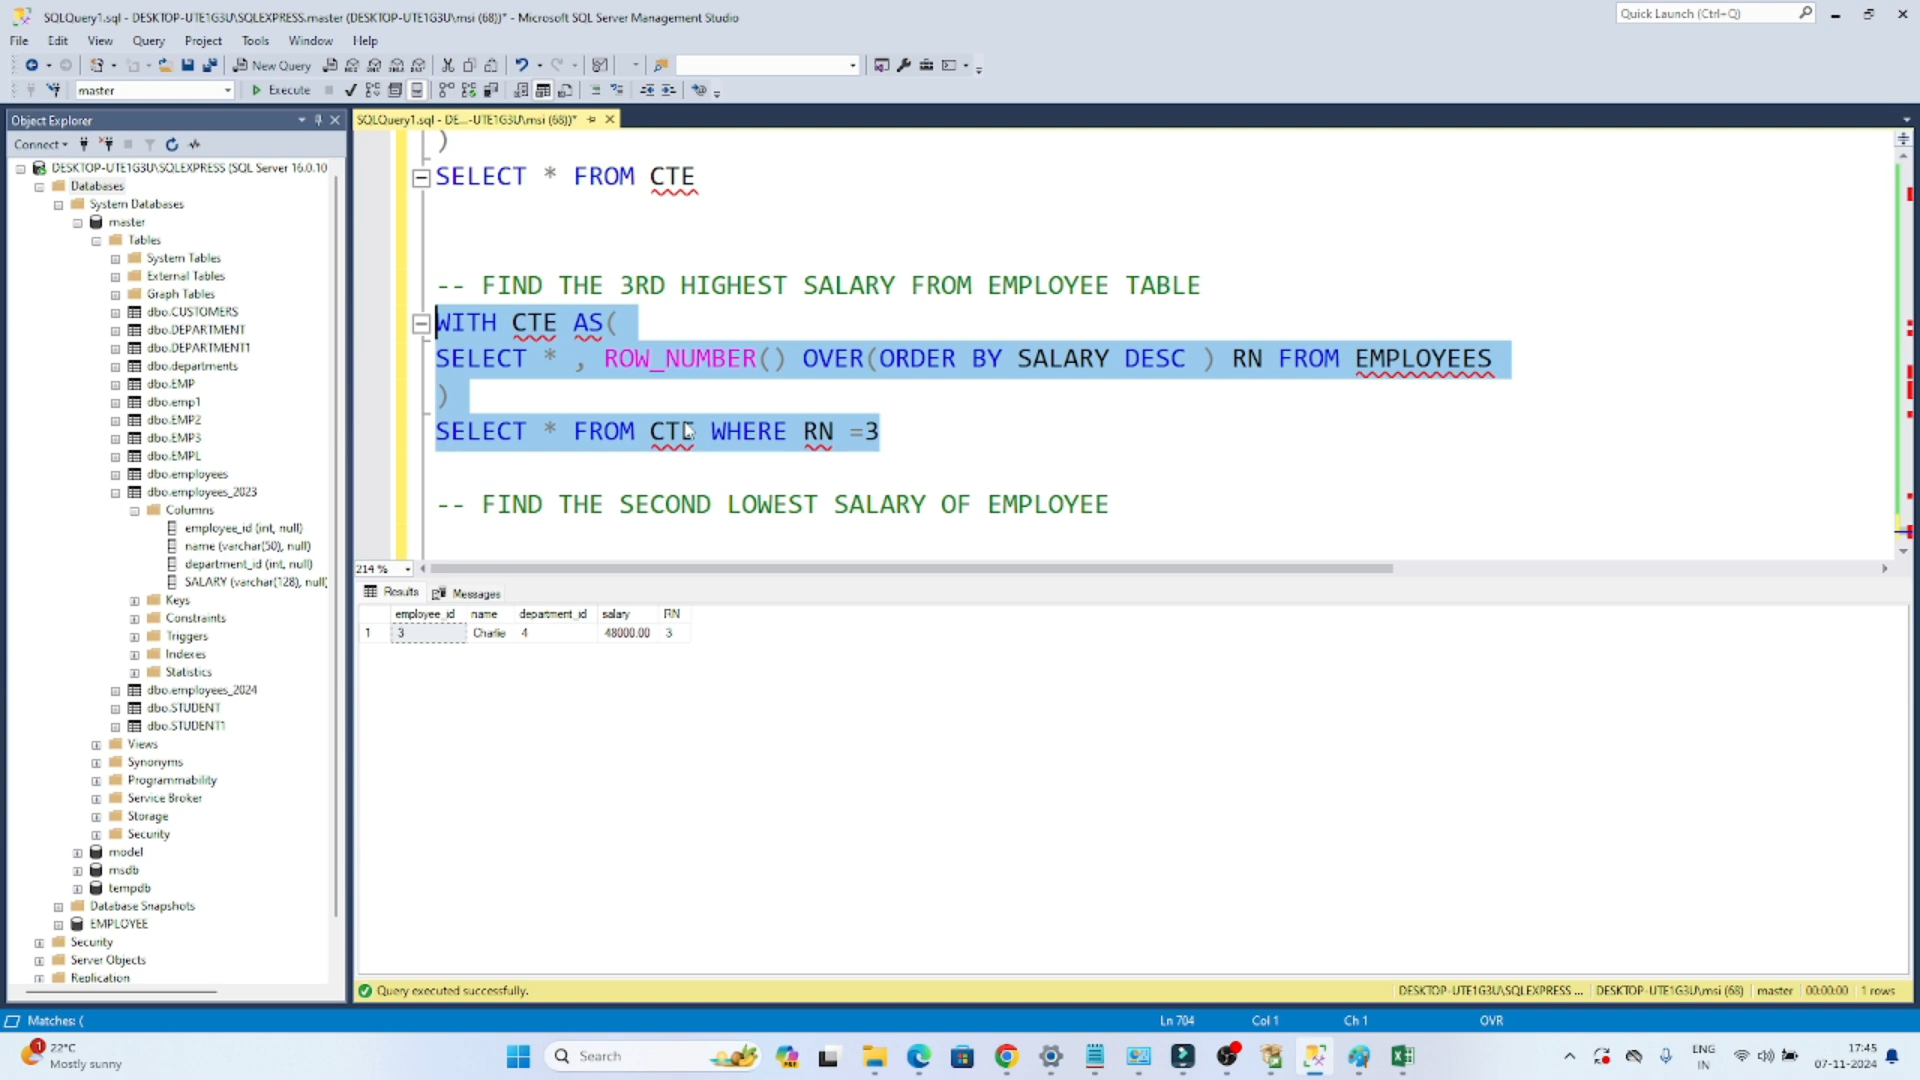 SQLQuery1.sql - DESKTOP-UTE1G3U\SQLEXPRESS.master (DESKTOP-UTE1G3U\msi (68))* - Microsoft SQL Server Management Studio
Quick Launch (Ctrl+Q)
File Edit View Query Project Tools Window Help
New Query
master
Execute
Object Explorer
SQLQuery1.sql - DE...-UTE1G3U\msi (68))*
Connect
DESKTOP-UTE1G3U\SQLEXPRESS (SQL Server 16.0.10
Databases
System Databases
master
Tables
System Tables
External Tables
Graph Tables
dbo.CUSTOMERS
dbo.DEPARTMENT
dbo.DEPARTMENT1
dbo.departments
dbo.EMP
dbo.emp1
dbo.EMP2
dbo.EMP3
dbo.EMPL
dbo.employees
dbo.employees_2023
Columns
employee_id (int, null)
name (varchar(50), null)
department_id (int, null)
SALARY (varchar(128), null)
Keys
Constraints
Triggers
Indexes
Statistics
dbo.employees_2024
dbo.STUDENT
dbo.STUDENT1
Views
Synonyms
Programmability
Service Broker
Storage
Security
model
msdb
tempdb
Database Snapshots
EMPLOYEE
Security
Server Objects
Replication
)
SELECT * FROM CTE
-- FIND THE 3RD HIGHEST SALARY FROM EMPLOYEE TABLE
WITH CTE AS(
SELECT * , ROW_NUMBER() OVER(ORDER BY SALARY DESC ) RN FROM EMPLOYEES
)
SELECT * FROM CTE WHERE RN =3
-- FIND THE SECOND LOWEST SALARY OF EMPLOYEE
214 %
Results Messages
employee_id name department_id salary RN
1 3 Charlie 4 48000.00 3
Query executed successfully.
DESKTOP-UTE1G3U\SQLEXPRESS ... DESKTOP-UTE1G3U\msi (68) master 00:00:00 1 rows
Matches: (
Ln 704 Col 1 Ch 1 OVR
1
22°C
Mostly sunny
Search
ENG
IN
17:45
07-11-2024